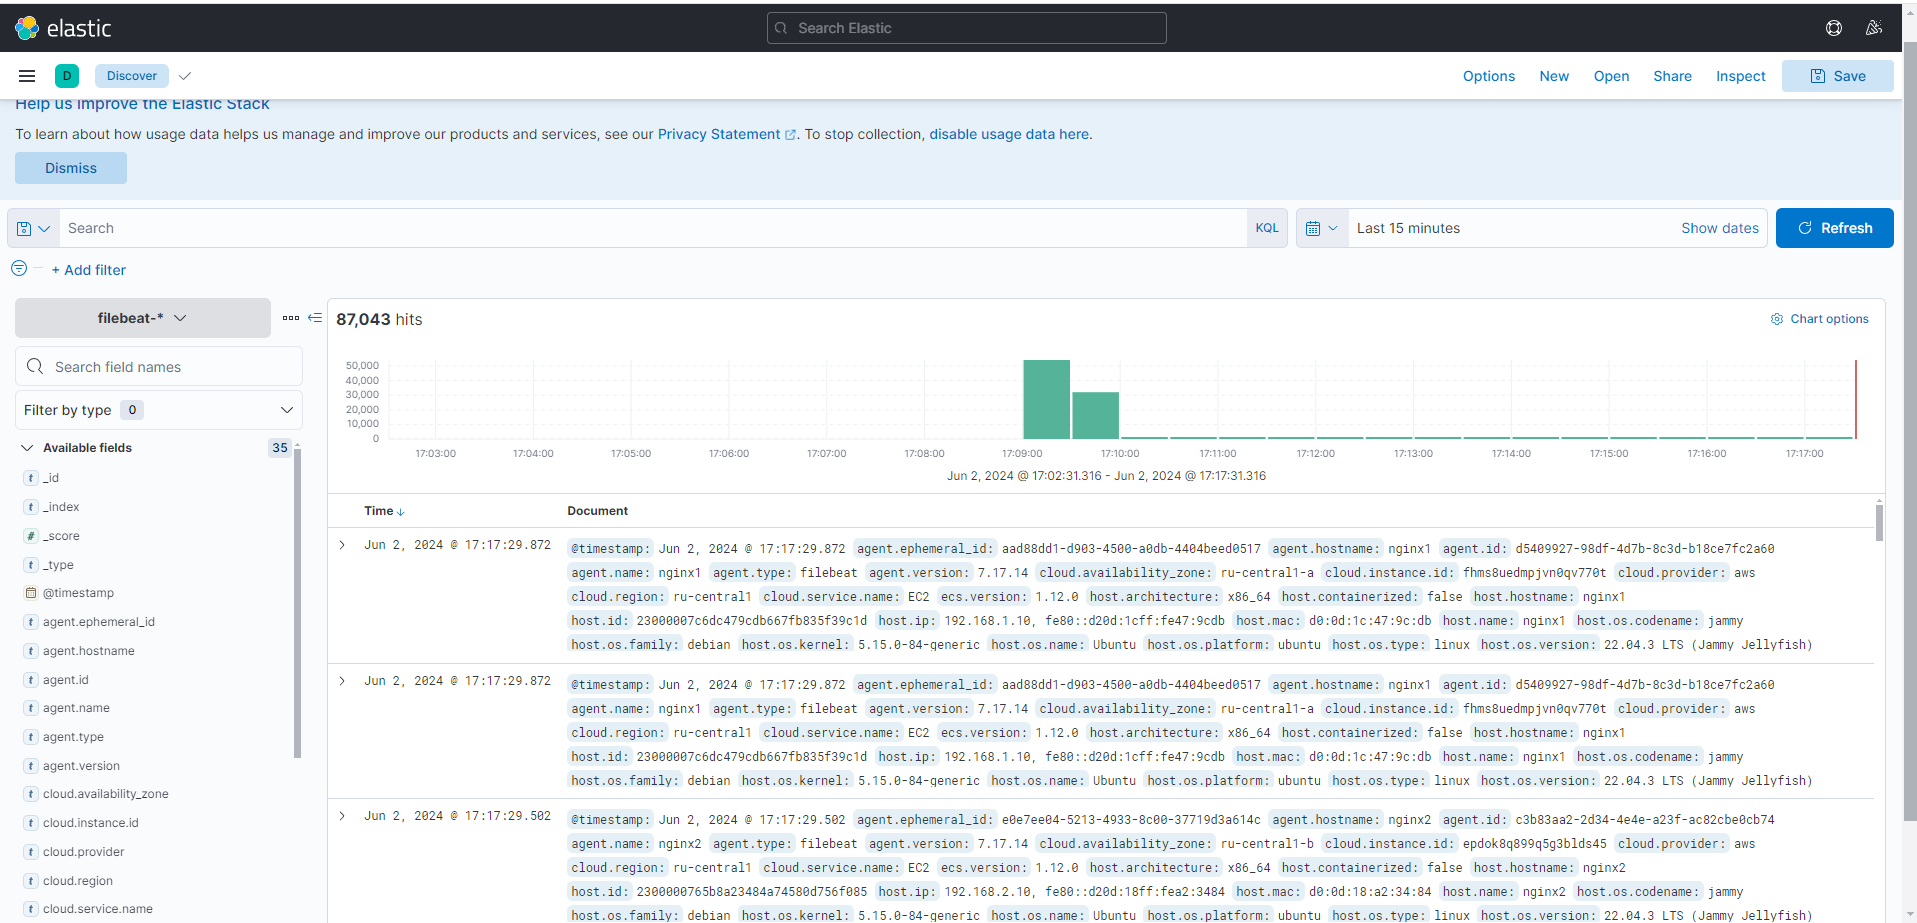 elastic
Search Elastic
D Discover Options New Open Share Inspect Save
Help us improve the Elastic Stack
To learn about how usage data helps us manage and improve our products and services, see our Privacy Statement. To stop collection, disable usage data here.
Dismiss
Search KQL Last 15 minutes Show dates Refresh
+ Add filter
filebeat-*
Search field names
Filter by type 0
Available fields 35
t _id
t _index
# _score
t _type
@timestamp
t agent.ephemeral_id
t agent.hostname
t agent.id
t agent.name
t agent.type
t agent.version
t cloud.availability_zone
t cloud.instance.id
t cloud.provider
t cloud.region
t cloud.service.name
87,043 hits
Chart options
50,000
40,000
30,000
20,000
10,000
0
17:03:00 17:04:00 17:05:00 17:06:00 17:07:00 17:08:00 17:09:00 17:10:00 17:11:00 17:12:00 17:13:00 17:14:00 17:15:00 17:16:00 17:17:00
Jun 2, 2024 @ 17:02:31.316 - Jun 2, 2024 @ 17:17:31.316
Time Document
Jun 2, 2024 @ 17:17:29.872
@timestamp: Jun 2, 2024 @ 17:17:29.872 agent.ephemeral_id: aad88dd1-d903-4500-a0db-4404beed0517 agent.hostname: nginx1 agent.id: d5409927-98df-4d7b-8c3d-b18ce7fc2a60
agent.name: nginx1 agent.type: filebeat agent.version: 7.17.14 cloud.availability_zone: ru-central1-a cloud.instance.id: fhms8uedmpjvn0qv770t cloud.provider: aws
cloud.region: ru-central1 cloud.service.name: EC2 ecs.version: 1.12.0 host.architecture: x86_64 host.containerized: false host.hostname: nginx1
host.id: 23000007c6dc479cdb667fb835f39c1d host.ip: 192.168.1.10, fe80::d20d:1cff:fe47:9cdb host.mac: d0:0d:1c:47:9c:db host.name: nginx1 host.os.codename: jammy
host.os.family: debian host.os.kernel: 5.15.0-84-generic host.os.name: Ubuntu host.os.platform: ubuntu host.os.type: linux host.os.version: 22.04.3 LTS (Jammy Jellyfish)
Jun 2, 2024 @ 17:17:29.872
@timestamp: Jun 2, 2024 @ 17:17:29.872 agent.ephemeral_id: aad88dd1-d903-4500-a0db-4404beed0517 agent.hostname: nginx1 agent.id: d5409927-98df-4d7b-8c3d-b18ce7fc2a60
agent.name: nginx1 agent.type: filebeat agent.version: 7.17.14 cloud.availability_zone: ru-central1-a cloud.instance.id: fhms8uedmpjvn0qv770t cloud.provider: aws
cloud.region: ru-central1 cloud.service.name: EC2 ecs.version: 1.12.0 host.architecture: x86_64 host.containerized: false host.hostname: nginx1
host.id: 23000007c6dc479cdb667fb835f39c1d host.ip: 192.168.1.10, fe80::d20d:1cff:fe47:9cdb host.mac: d0:0d:1c:47:9c:db host.name: nginx1 host.os.codename: jammy
host.os.family: debian host.os.kernel: 5.15.0-84-generic host.os.name: Ubuntu host.os.platform: ubuntu host.os.type: linux host.os.version: 22.04.3 LTS (Jammy Jellyfish)
Jun 2, 2024 @ 17:17:29.502
@timestamp: Jun 2, 2024 @ 17:17:29.502 agent.ephemeral_id: e0e7ee04-5213-4933-8c00-37719d3a614c agent.hostname: nginx2 agent.id: c3b83aa2-2d34-4e4e-a23f-ac82cbe0cb74
agent.name: nginx2 agent.type: filebeat agent.version: 7.17.14 cloud.availability_zone: ru-central1-b cloud.instance.id: epdok8q899q5g3blds45 cloud.provider: aws
cloud.region: ru-central1 cloud.service.name: EC2 ecs.version: 1.12.0 host.architecture: x86_64 host.containerized: false host.hostname: nginx2
host.id: 2300000765b8a23484a74580d756f085 host.ip: 192.168.2.10, fe80::d20d:18ff:fea2:3484 host.mac: d0:0d:18:a2:34:84 host.name: nginx2 host.os.codename: jammy
host.os.family: debian host.os.kernel: 5.15.0-84-generic host.os.name: Ubuntu host.os.platform: ubuntu host.os.type: linux host.os.version: 22.04.3 LTS (Jammy Jellyfish)